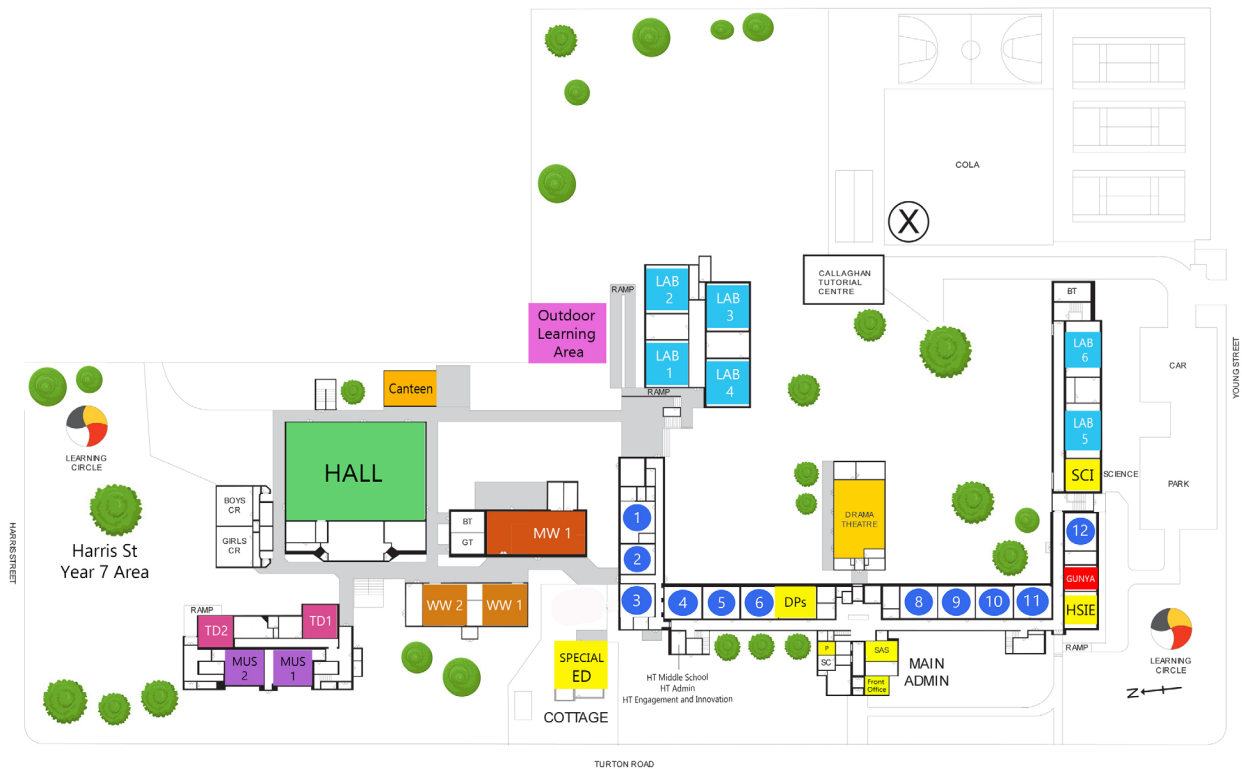 COLA
X
CALLAGHAN
TUTORIAL
CENTRE
RAMP
LAB
2
LAB
3
LAB
1
LAB
4
RAMP
Outdoor
Learning
Area
BT
LAB
6
LAB
5
SCI
SCIENCE
CAR
PARK
YOUNG STREET
Canteen
LEARNING
CIRCLE
HALL
BOYS
CR
GIRLS
CR
Harris St
Year 7 Area
HARRIS STREET
BT
GT
MW 1
WW 2
WW 1
1
2
3
DRAMA
THEATRE
12
GUNYA
HSIE
RAMP
4
5
6
DPs
8
9
10
11
RAMP
TD2
TD1
MUS
2
MUS
1
SPECIAL
ED
COTTAGE
HT Middle School
HT Admin
HT Engagement and Innovation
P
SC
SAS
Front
Office
MAIN
ADMIN
LEARNING
CIRCLE
N
TURTON ROAD